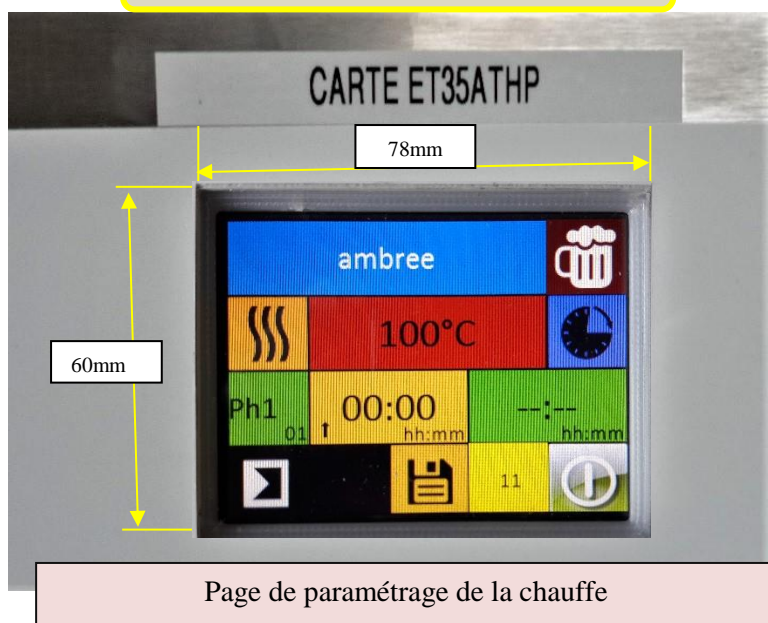 CARTE ET35ATHP
78mm
60mm
ambree
100°C
Ph1 01
00:00 hh:mm
--:-- hh:mm
11
Page de paramétrage de la chauffe